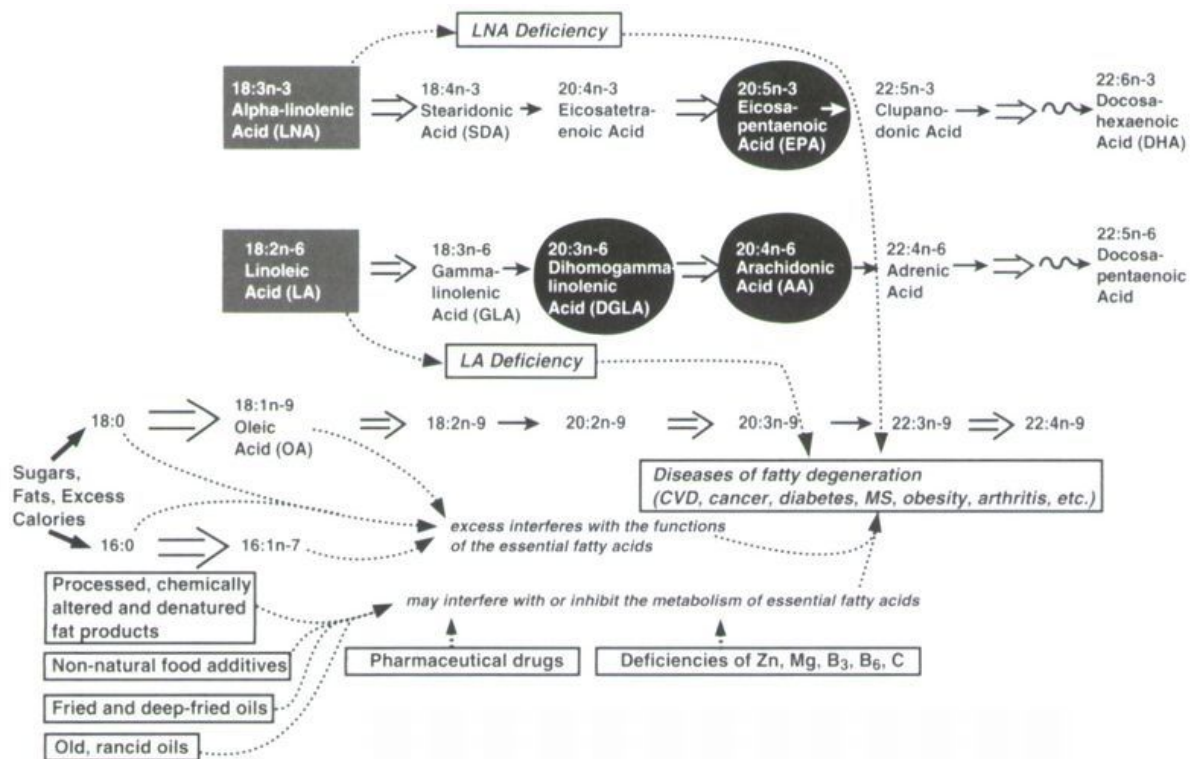 LNA Deficiency
18:3n-3
Alpha-linolenic
Acid (LNA)
18:4n-3
Stearidonic
Acid (SDA)
20:4n-3
Eicosatetra-
enoic Acid
20:5n-3
Eicosa-
pentaenoic
Acid (EPA)
22:5n-3
Clupano-
donic Acid
22:6n-3
Docosa-
hexaenoic
Acid (DHA)
18:2n-6
Linoleic
Acid (LA)
18:3n-6
Gamma-
linolenic
Acid (GLA)
20:3n-6
Dihomogamma-
linolenic
Acid (DGLA)
20:4n-6
Arachidonic
Acid (AA)
22:4n-6
Adrenic
Acid
22:5n-6
Docosa-
pentaenoic
Acid
LA Deficiency
18:0
18:1n-9
Oleic
Acid (OA)
18:2n-9
20:2n-9
20:3n-9
22:3n-9
22:4n-9
Sugars,
Fats, Excess
Calories
Diseases of fatty degeneration
(CVD, cancer, diabetes, MS, obesity, arthritis, etc.)
excess interferes with the functions
of the essential fatty acids
16:0
16:1n-7
Processed, chemically
altered and denatured
fat products
may interfere with or inhibit the metabolism of essential fatty acids
Non-natural food additives
Pharmaceutical drugs
Deficiencies of Zn, Mg, B₃, B₆, C
Fried and deep-fried oils
Old, rancid oils